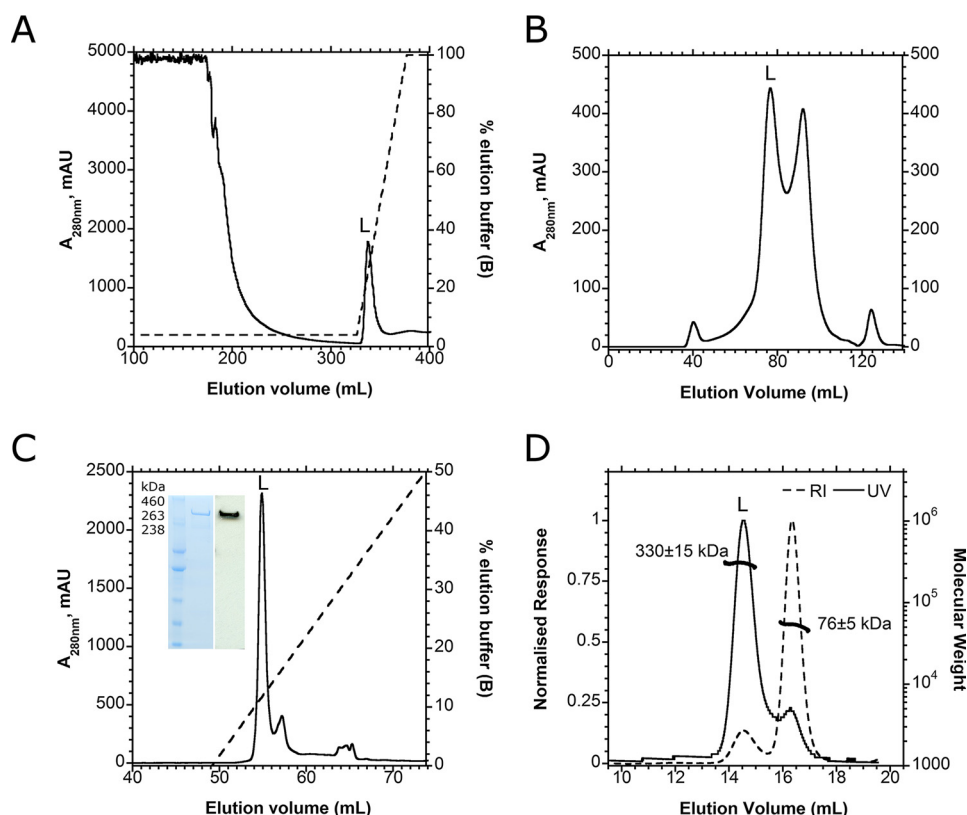 A
5000
4000
3000
2000
1000
0
A280nm, mAU
100
200
300
400
Elution volume (mL)
100
80
60
40
20
0
% elution buffer (B)
L
B
500
400
300
200
100
0
A280nm, mAU
0
40
80
120
Elution Volume (mL)
500
400
300
200
100
0
L
C
2500
2000
1500
1000
500
0
A280nm, mAU
kDa
460
263
238
L
40
50
60
70
Elution volume (mL)
50
40
30
20
10
0
% elution buffer (B)
D
1
0.75
0.5
0.25
0
Normalised Response
RI
UV
L
330±15 kDa
76±5 kDa
10
12
14
16
18
20
Elution Volume (mL)
10^6
10^5
10^4
1000
Molecular Weight